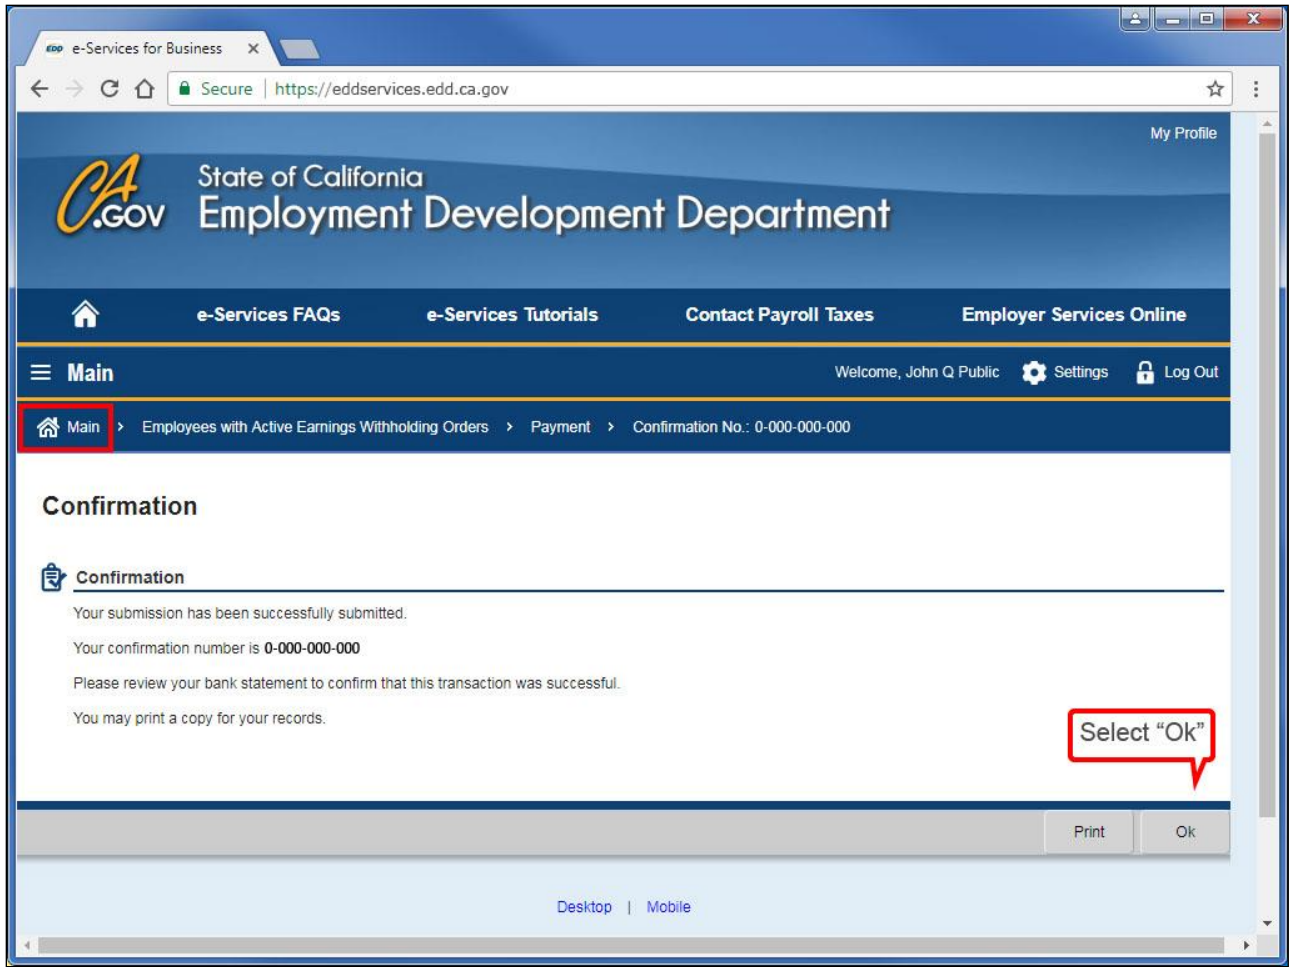 EDD e-Services for Business
Secure | https://eddservices.edd.ca.gov
My Profile
CA
.GOV
State of California
Employment Development Department
e-Services FAQs e-Services Tutorials Contact Payroll Taxes Employer Services Online
Main Welcome, John Q Public Settings Log Out
Main > Employees with Active Earnings Withholding Orders > Payment > Confirmation No.: 0-000-000-000
Confirmation
Confirmation
Your submission has been successfully submitted.
Your confirmation number is 0-000-000-000
Please review your bank statement to confirm that this transaction was successful.
You may print a copy for your records.
Select “Ok”
Print Ok
Desktop | Mobile